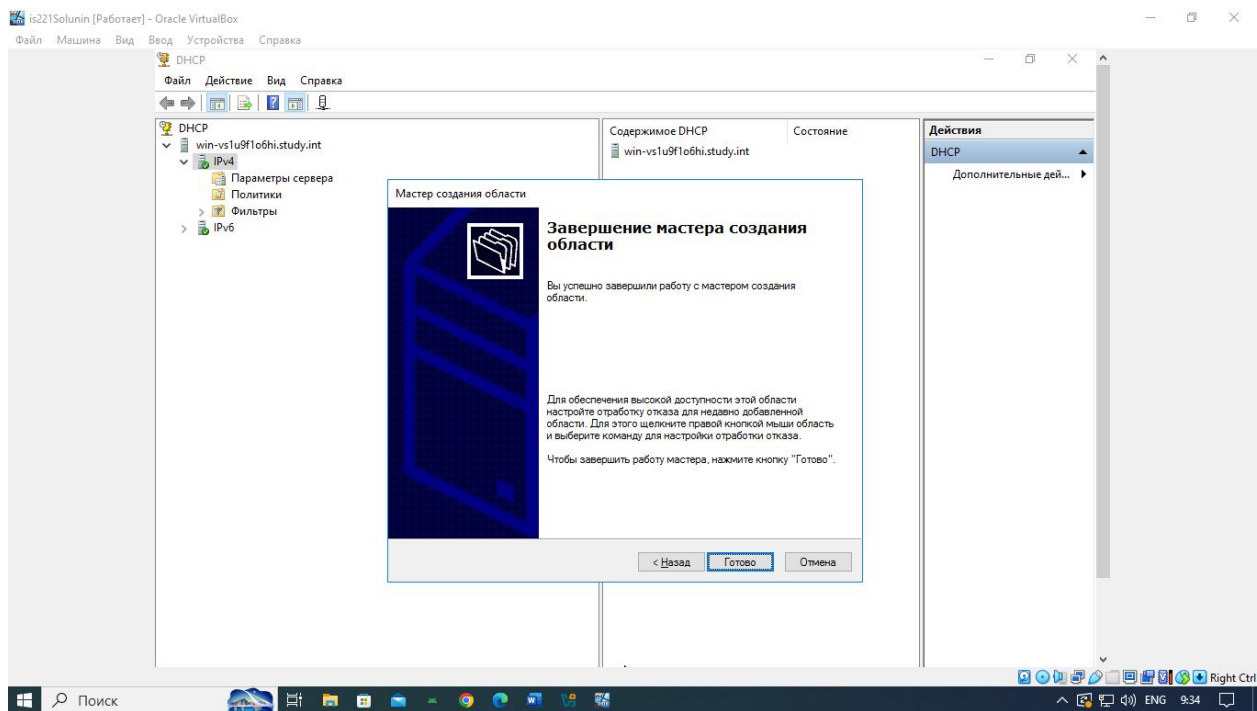 is221Solunin [Работает] - Oracle VirtualBox
Файл Машина Вид Ввод Устройства Справка
DHCP
Файл Действие Вид Справка
DHCP
win-vs1u9f1o6hi.study.int
IPv4
Параметры сервера
Политики
Фильтры
IPv6
Содержимое DHCP Состояние
win-vs1u9f1o6hi.study.int
Действия
DHCP
Дополнительные дей...
Мастер создания области
Завершение мастера создания
области
Вы успешно завершили работу с мастером создания
области.
Для обеспечения высокой доступности этой области
настройте отработку отказа для недавно добавленной
области. Для этого щелкните правой кнопкой мыши область
и выберите команду для настройки отработки отказа.
Чтобы завершить работу мастера, нажмите кнопку "Готово".
< Назад Готово Отмена
Right Ctrl
Поиск
ENG 9:34